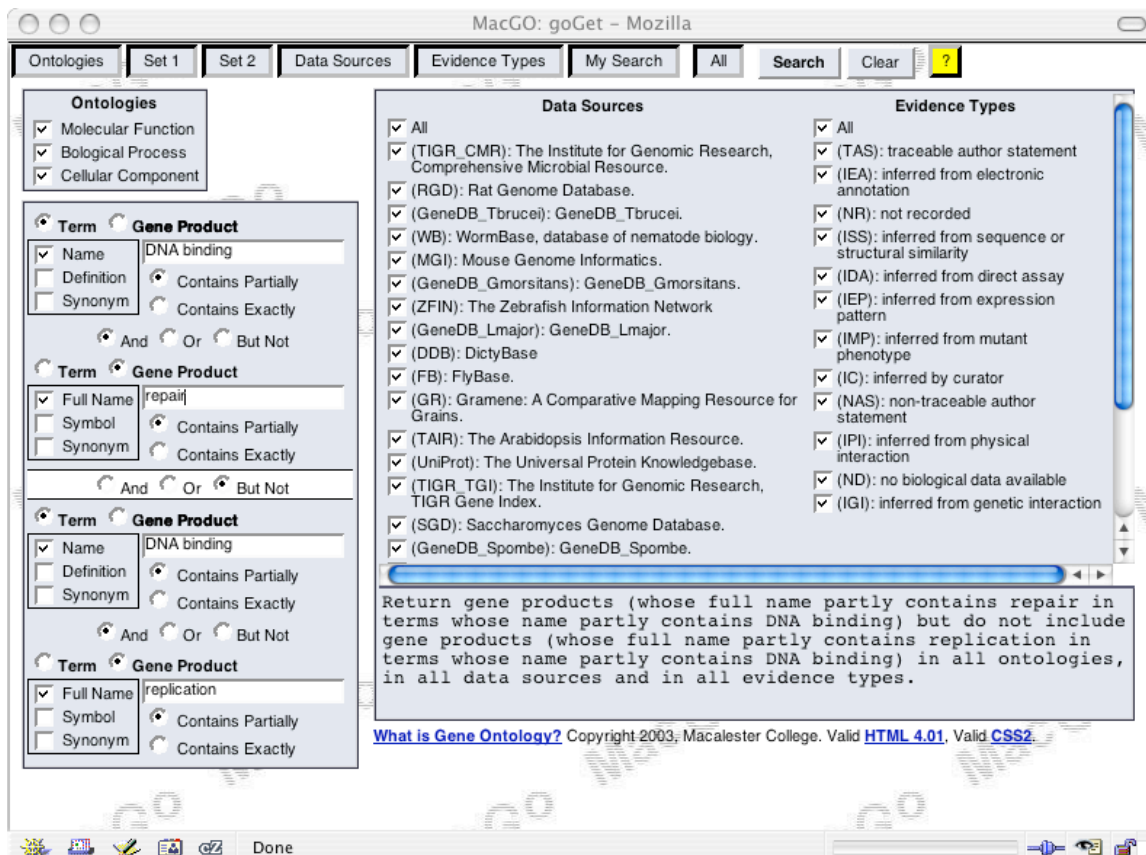 MacGO: goGet – Mozilla
Ontologies Set 1 Set 2 Data Sources Evidence Types My Search All Search Clear ?
Ontologies
Molecular Function
Biological Process
Cellular Component
Term Gene Product
Name DNA binding
Definition Contains Partially
Synonym Contains Exactly
And Or But Not
Term Gene Product
Full Name repair
Symbol Contains Partially
Synonym Contains Exactly
And Or But Not
Term Gene Product
Name DNA binding
Definition Contains Partially
Synonym Contains Exactly
And Or But Not
Term Gene Product
Full Name replication
Symbol Contains Partially
Synonym Contains Exactly
Data Sources
All
(TIGR_CMR): The Institute for Genomic Research,
Comprehensive Microbial Resource.
(RGD): Rat Genome Database.
(GeneDB_Tbrucei): GeneDB_Tbrucei.
(WB): WormBase, database of nematode biology.
(MGI): Mouse Genome Informatics.
(GeneDB_Gmorsitans): GeneDB_Gmorsitans.
(ZFIN): The Zebrafish Information Network
(GeneDB_Lmajor): GeneDB_Lmajor.
(DDB): DictyBase
(FB): FlyBase.
(GR): Gramene: A Comparative Mapping Resource for
Grains.
(TAIR): The Arabidopsis Information Resource.
(UniProt): The Universal Protein Knowledgebase.
(TIGR_TGI): The Institute for Genomic Research,
TIGR Gene Index.
(SGD): Saccharomyces Genome Database.
(GeneDB_Spombe): GeneDB_Spombe.
Evidence Types
All
(TAS): traceable author statement
(IEA): inferred from electronic
annotation
(NR): not recorded
(ISS): inferred from sequence or
structural similarity
(IDA): inferred from direct assay
(IEP): inferred from expression
pattern
(IMP): inferred from mutant
phenotype
(IC): inferred by curator
(NAS): non-traceable author
statement
(IPI): inferred from physical
interaction
(ND): no biological data available
(IGI): inferred from genetic interaction
Return gene products (whose full name partly contains repair in
terms whose name partly contains DNA binding) but do not include
gene products (whose full name partly contains replication in
terms whose name partly contains DNA binding) in all ontologies,
in all data sources and in all evidence types.
What is Gene Ontology? Copyright 2003, Macalester College. Valid HTML 4.01, Valid CSS2.
Done